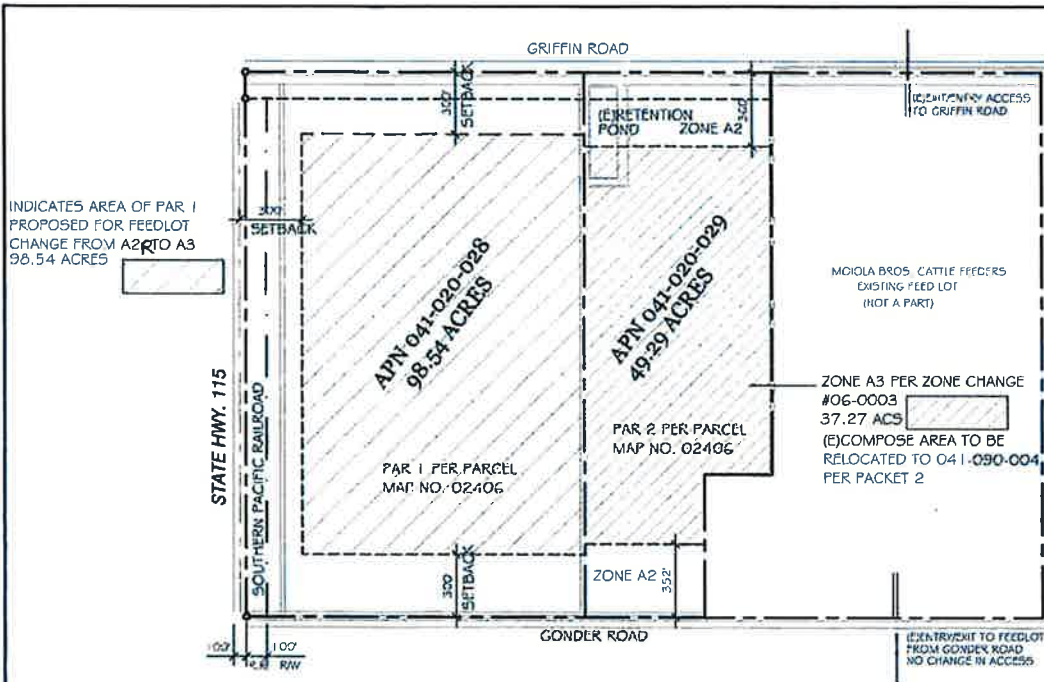 GRIFFIN ROAD
300'
SETBACK
(E)RETENTION
POND ZONE A2
360'
(E)EXIT/ENTRY ACCESS
TO GRIFFIN ROAD
INDICATES AREA OF PAR 1
PROPOSED FOR FEEDLOT
CHANGE FROM A2R TO A3
98.54 ACRES
300'
SETBACK
APN 041-020-028
98.54 ACRES
APN 041-020-029
49.29 ACRES
MOIOLA BROS. CATTLE FEEDERS
EXISTING FEED LOT
(NOT A PART)
ZONE A3 PER ZONE CHANGE
#06-0003
37.27 ACS
(E)COMPOSE AREA TO BE
RELOCATED TO 041-090-004
PER PACKET 2
PAR 2 PER PARCEL
MAP NO. 02406
PAR 1 PER PARCEL
MAP NO. 02406
STATE HWY. 115
SOUTHERN PACIFIC RAILROAD
300'
SETBACK
ZONE A2
352'
GONDER ROAD
100'
100'
R/W
(E)ENTRY/EXIT TO FEEDLOT
FROM GONDER ROAD
NO CHANGE IN ACCESS